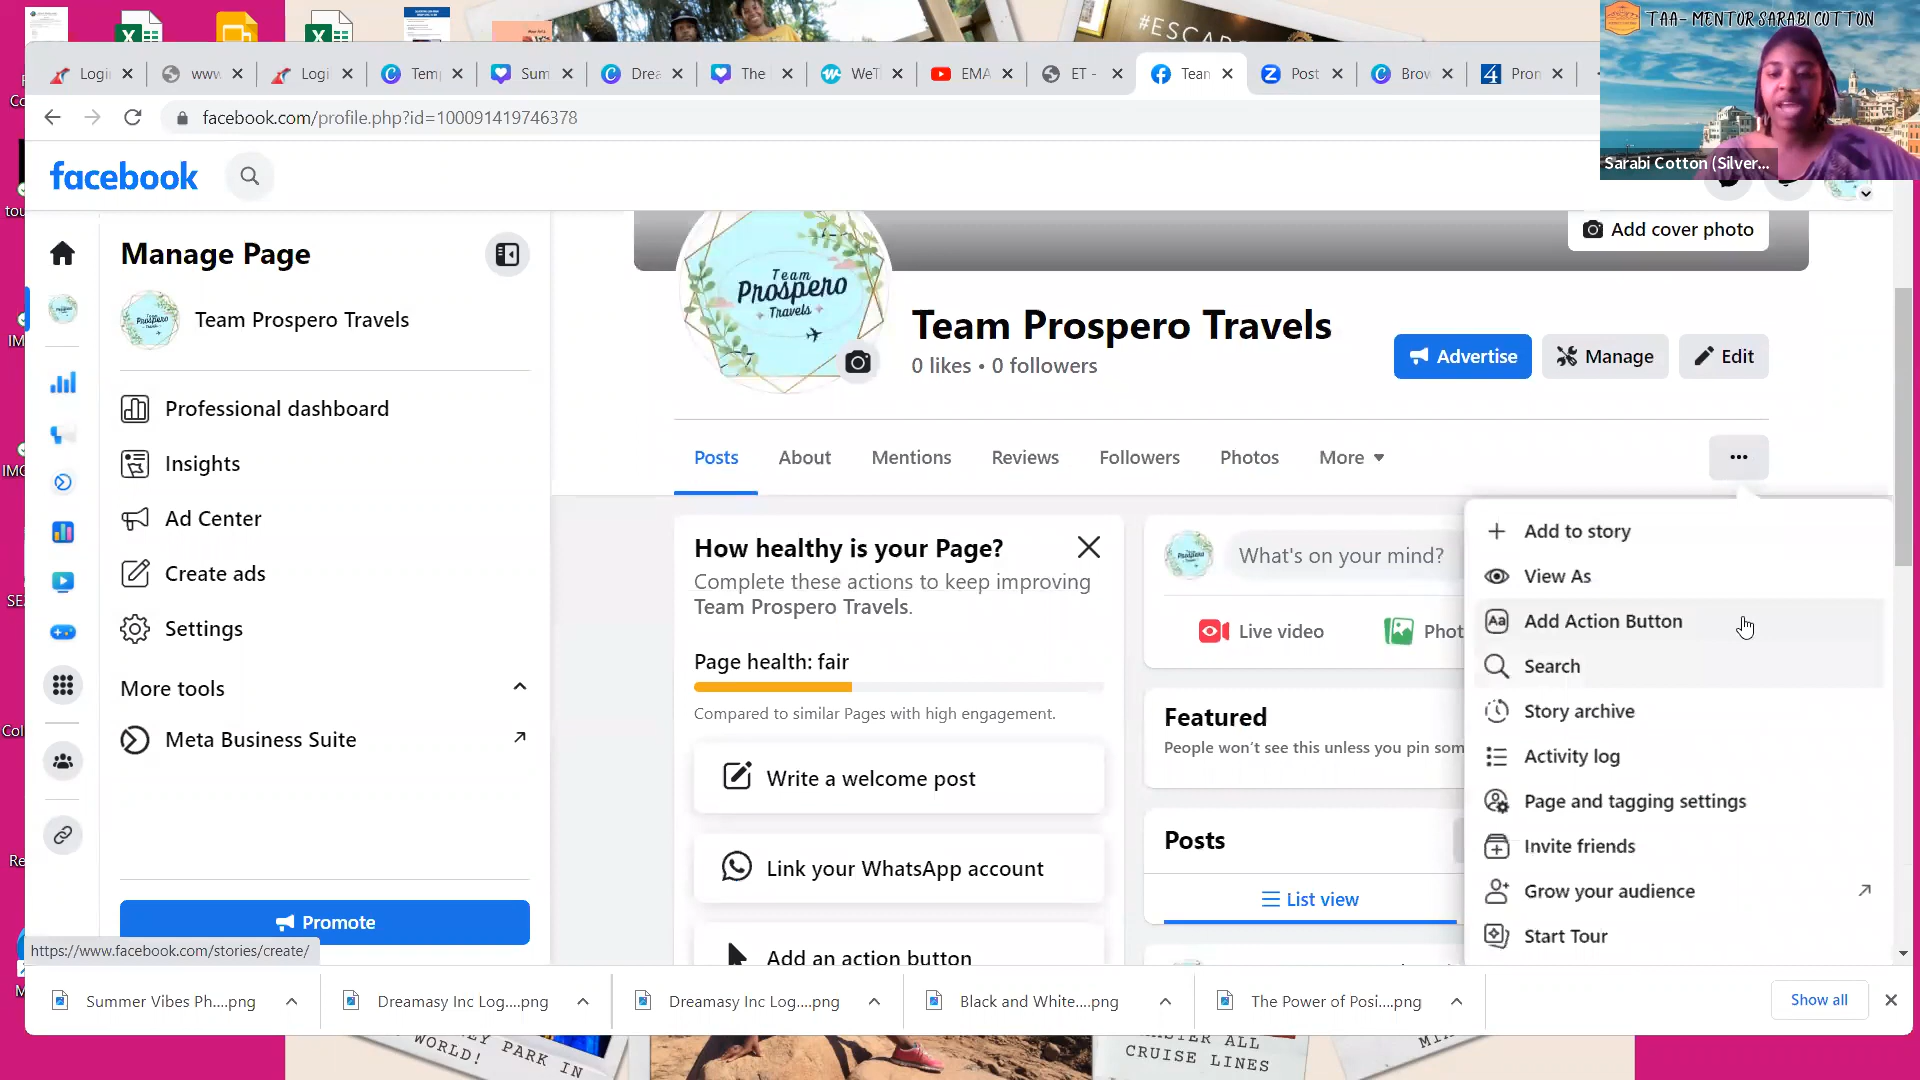 #ESCAP
TAA- MENTOR SARABI COTTON
Sarabi Cotton (Silver...
Logi
www
Logi
Tem
Sum
Drea
The
WeT
EMA
ET -
Tean
Post
Brow
Pron
facebook.com/profile.php?id=100091419746378
facebook
Manage Page
Team Prospero Travels
Professional dashboard
Insights
Ad Center
Create ads
Settings
More tools
Meta Business Suite
Promote
https://www.facebook.com/stories/create/
Add cover photo
Team
Prospero
Travels
Team Prospero Travels
0 likes • 0 followers
Advertise
Manage
Edit
Posts
About
Mentions
Reviews
Followers
Photos
More
How healthy is your Page?
Complete these actions to keep improving
Team Prospero Travels.
Page health: fair
Compared to similar Pages with high engagement.
Write a welcome post
Link your WhatsApp account
Add an action button
What's on your mind?
Live video
Phot
Featured
People won't see this unless you pin som
Posts
List view
Add to story
View As
Add Action Button
Search
Story archive
Activity log
Page and tagging settings
Invite friends
Grow your audience
Start Tour
Summer Vibes Ph....png
Dreamasy Inc Log....png
Dreamasy Inc Log....png
Black and White....png
The Power of Posi....png
Show all
EY PARK IN
WORLD!
CRUISE LINES